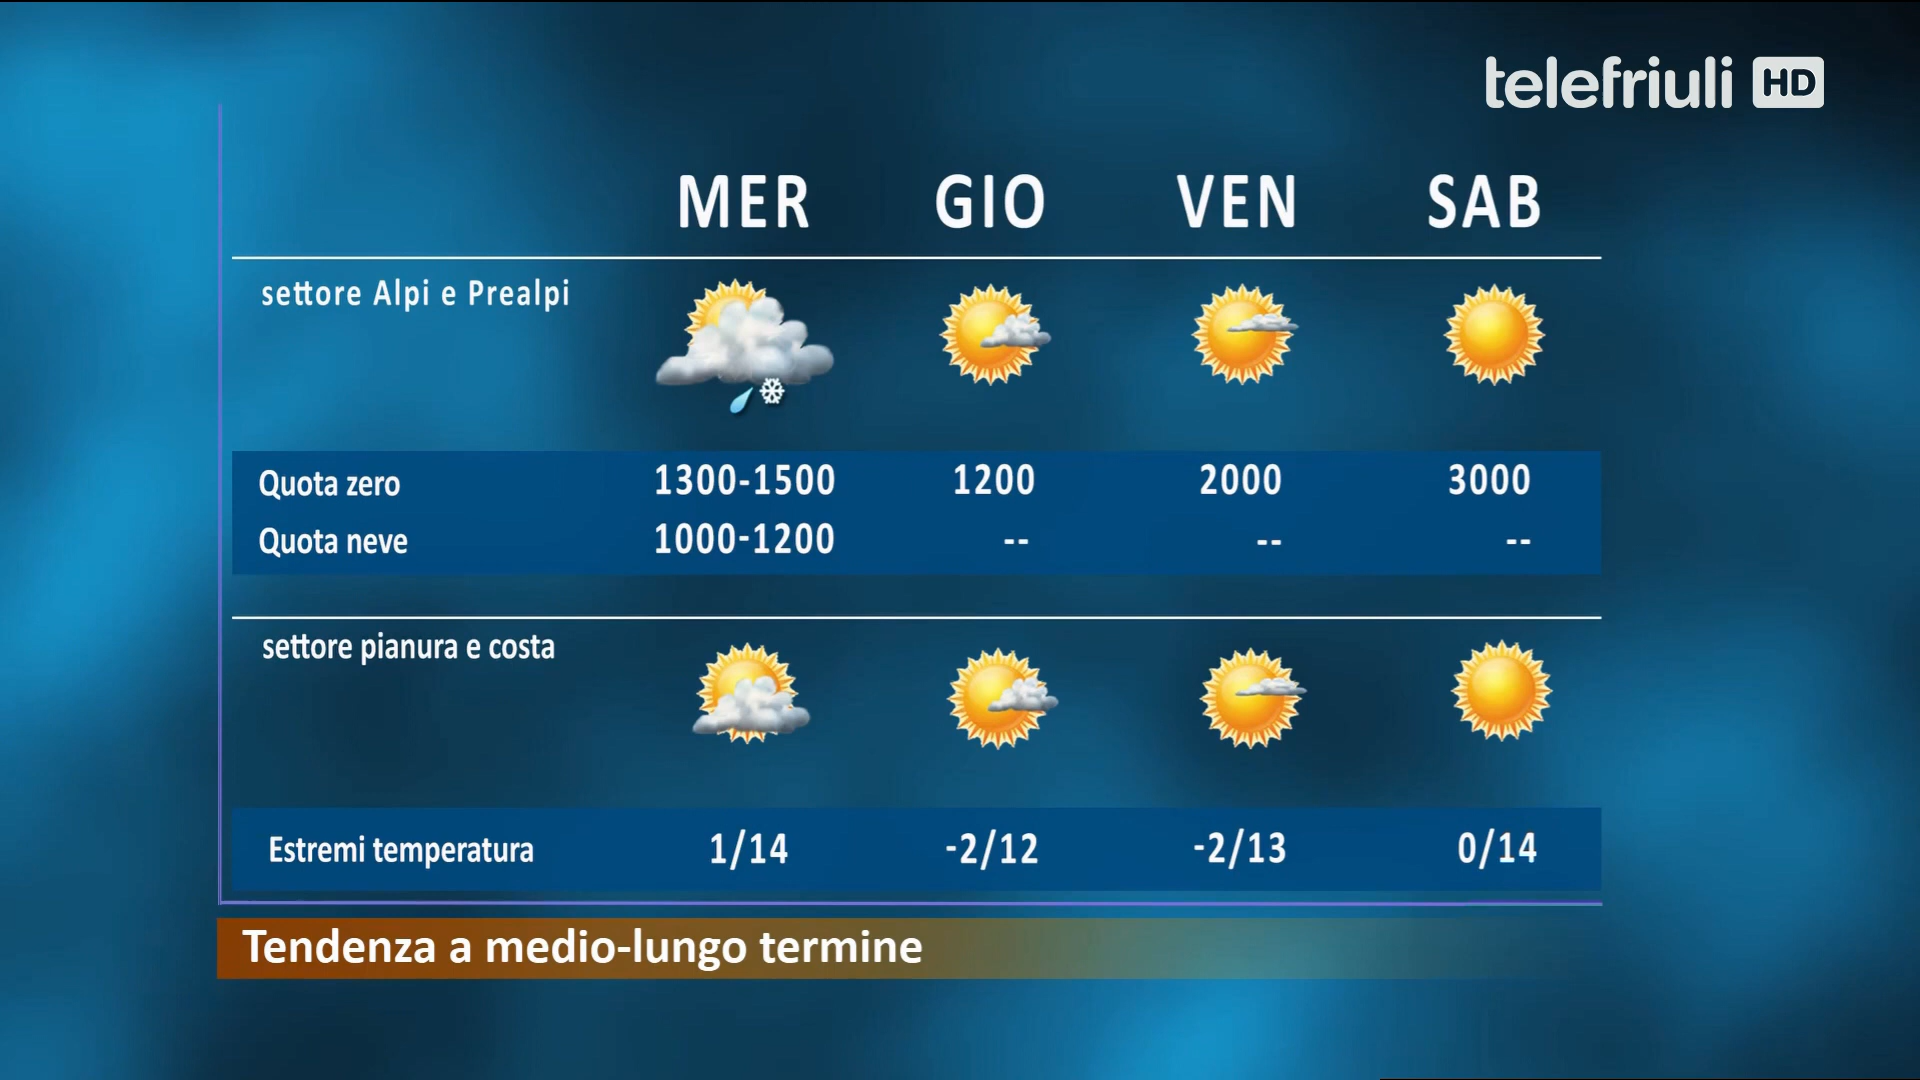 telefriuli HD
MER GIO VEN SAB
settore Alpi e Prealpi
Quota zero 1300-1500 1200 2000 3000
Quota neve 1000-1200 -- -- --
settore pianura e costa
Estremi temperatura 1/14 -2/12 -2/13 0/14
Tendenza a medio-lungo termine